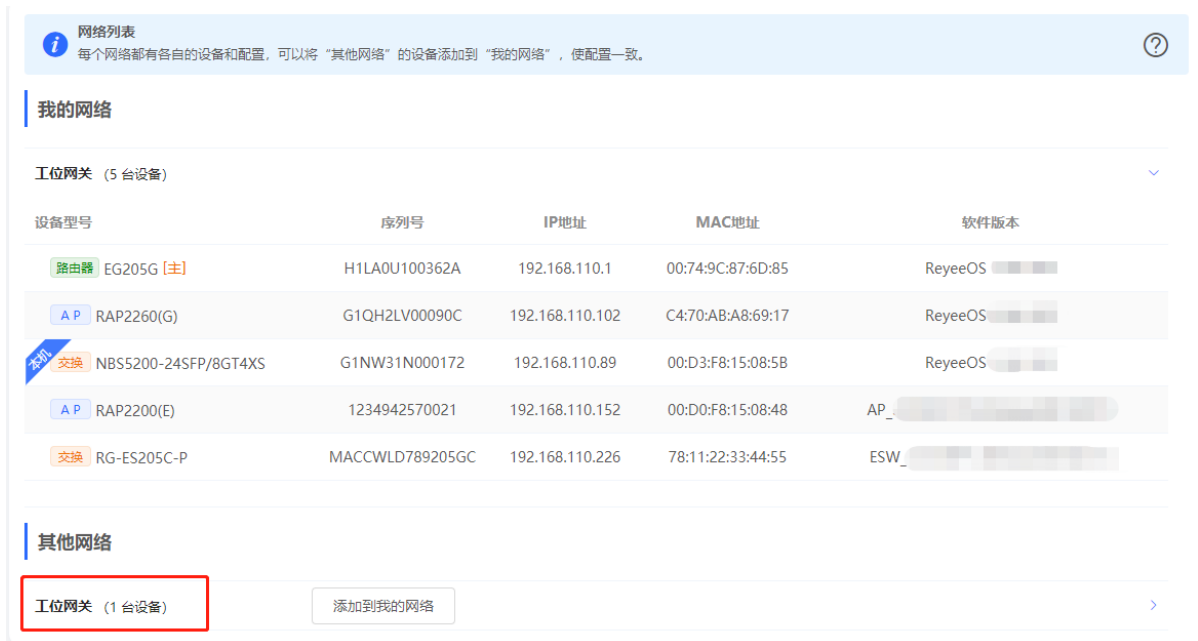 网络列表
每个网络都有各自的设备和配置，可以将“其他网络”的设备添加到“我的网络”，使配置一致。
我的网络
工位网关 (5 台设备)
设备型号 序列号 IP地址 MAC地址 软件版本
路由器 EG205G [主] H1LA0U100362A 192.168.110.1 00:74:9C:87:6D:85 ReyeeOS
AP RAP2260(G) G1QH2LV00090C 192.168.110.102 C4:70:AB:A8:69:17 ReyeeOS
本机 交换 NBS5200-24SFP/8GT4XS G1NW31N000172 192.168.110.89 00:D3:F8:15:08:5B ReyeeOS
AP RAP2200(E) 1234942570021 192.168.110.152 00:D0:F8:15:08:48 AP_
交换 RG-ES205C-P MACCWLD789205GC 192.168.110.226 78:11:22:33:44:55 ESW_
其他网络
工位网关 (1 台设备) 添加到我的网络